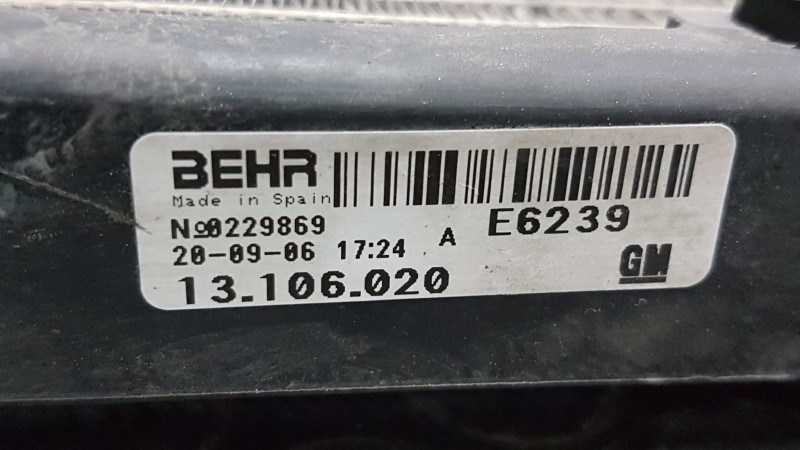 BEHR
Made in Spain
№0229869
E6239
20-09-06 17:24 A
GM
13.106.020